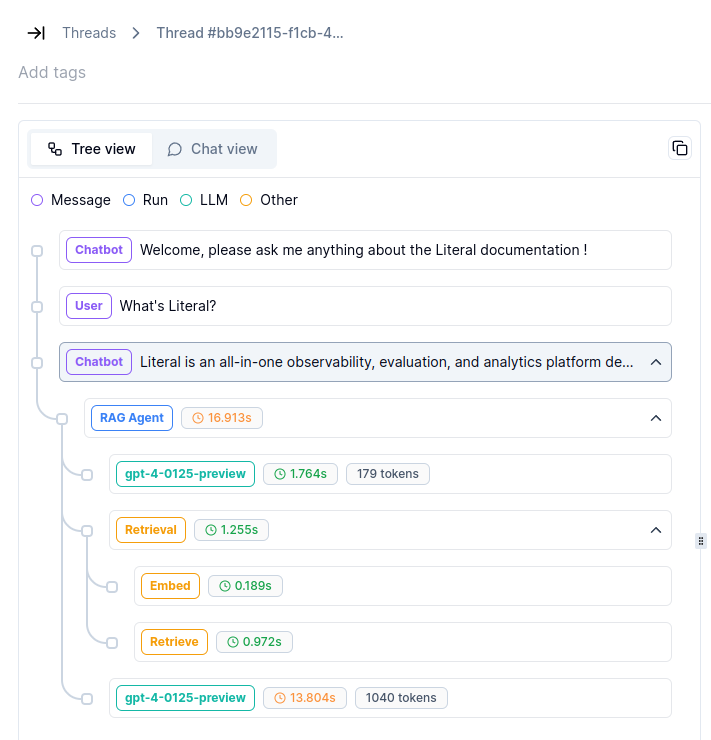 Threads > Thread #bb9e2115-f1cb-4...
Add tags
Tree view Chat view
Message Run LLM Other
Chatbot Welcome, please ask me anything about the Literal documentation !
User What's Literal?
Chatbot Literal is an all-in-one observability, evaluation, and analytics platform de...
RAG Agent 16.913s
gpt-4-0125-preview 1.764s 179 tokens
Retrieval 1.255s
Embed 0.189s
Retrieve 0.972s
gpt-4-0125-preview 13.804s 1040 tokens